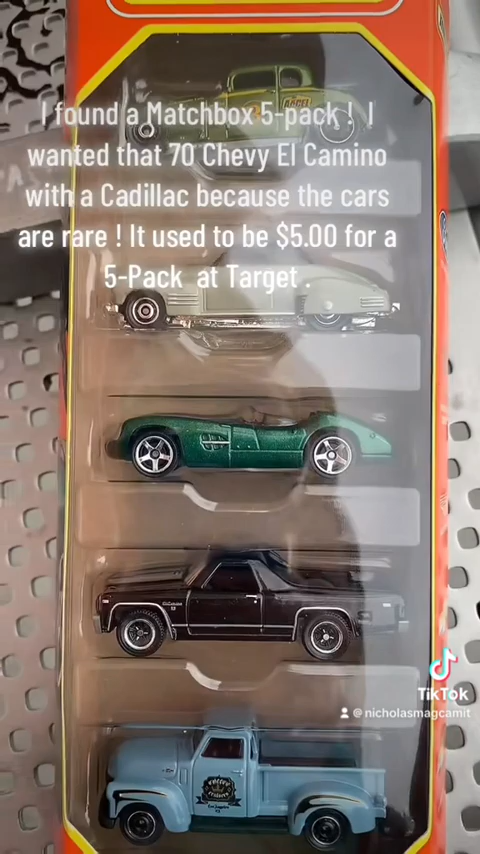 I found a Matchbox 5-pack ! I
wanted that 70 Chevy El Camino
with a Cadillac because the cars
are rare ! It used to be $5.00 for a
5-Pack at Target .
TikTok
@nicholasmagcamit